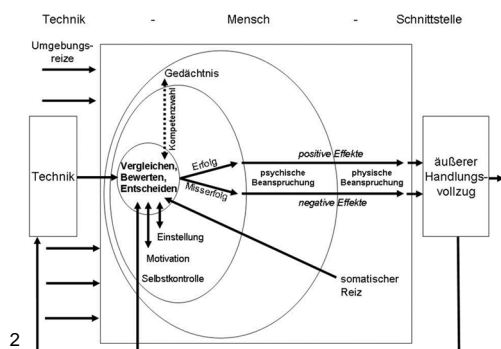 Technik - Mensch - Schnittstelle
Umgebungs-
reize
Gedächtnis
Kompetenzwahl
Vergleichen,
Bewerten,
Entscheiden
Erfolg
Misserfolg
positive Effekte
psychische
Beanspruchung
physische
Beanspruchung
negative Effekte
Technik
äußerer
Handlungs-
vollzug
Einstellung
Motivation
Selbstkontrolle
somatischer
Reiz
2